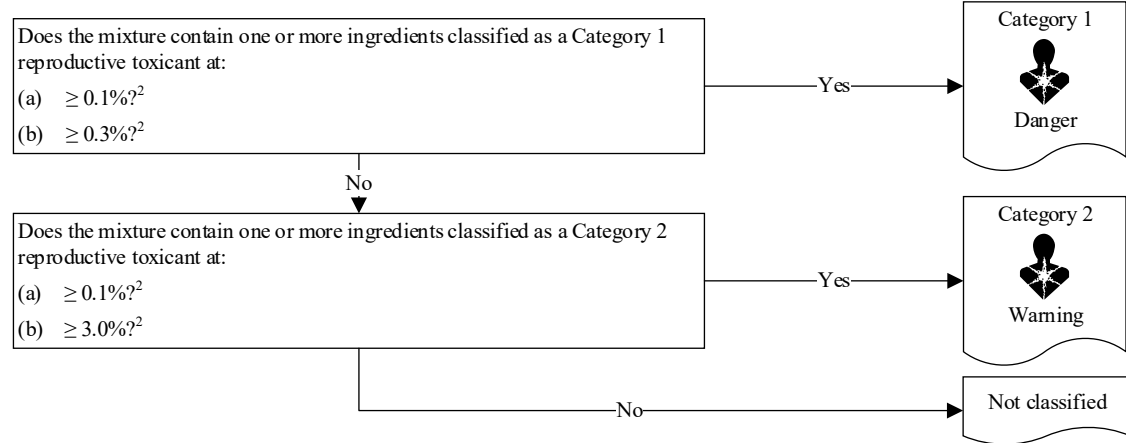 Does the mixture contain one or more ingredients classified as a Category 1
reproductive toxicant at:
(a) ≥ 0.1%?²
(b) ≥ 0.3%?²
Yes
Category 1
Danger
No
Does the mixture contain one or more ingredients classified as a Category 2
reproductive toxicant at:
(a) ≥ 0.1%?²
(b) ≥ 3.0%?²
Yes
Category 2
Warning
No
Not classified